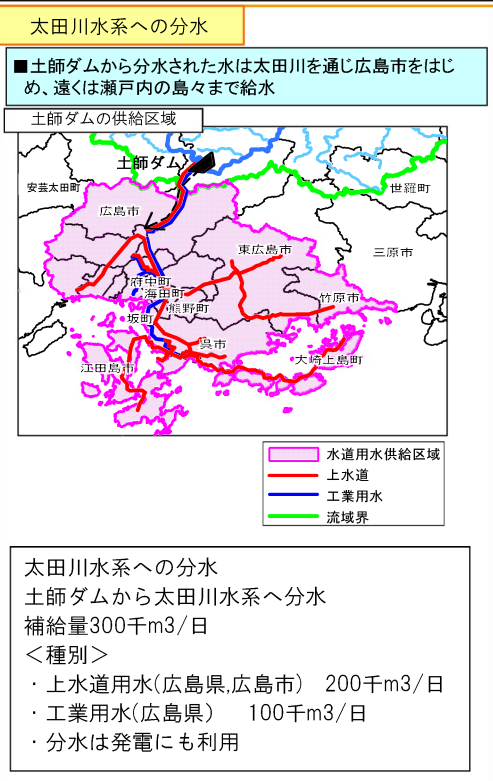 太田川水系への分水
■土師ダムから分水された水は太田川を通じ広島市をはじ
め、遠くは瀬戸内の島々まで給水
土師ダムの供給区域
土師ダム
安芸太田町
世羅町
広島市
東広島市
三原市
府中町
海田町
熊野町
竹原市
坂町
呉市
大崎上島町
江田島市
水道用水供給区域
上水道
工業用水
流域界
太田川水系への分水
土師ダムから太田川水系へ分水
補給量300千m3/日
＜種別＞
・上水道用水(広島県,広島市)　200千m3/日
・工業用水(広島県)　100千m3/日
・分水は発電にも利用